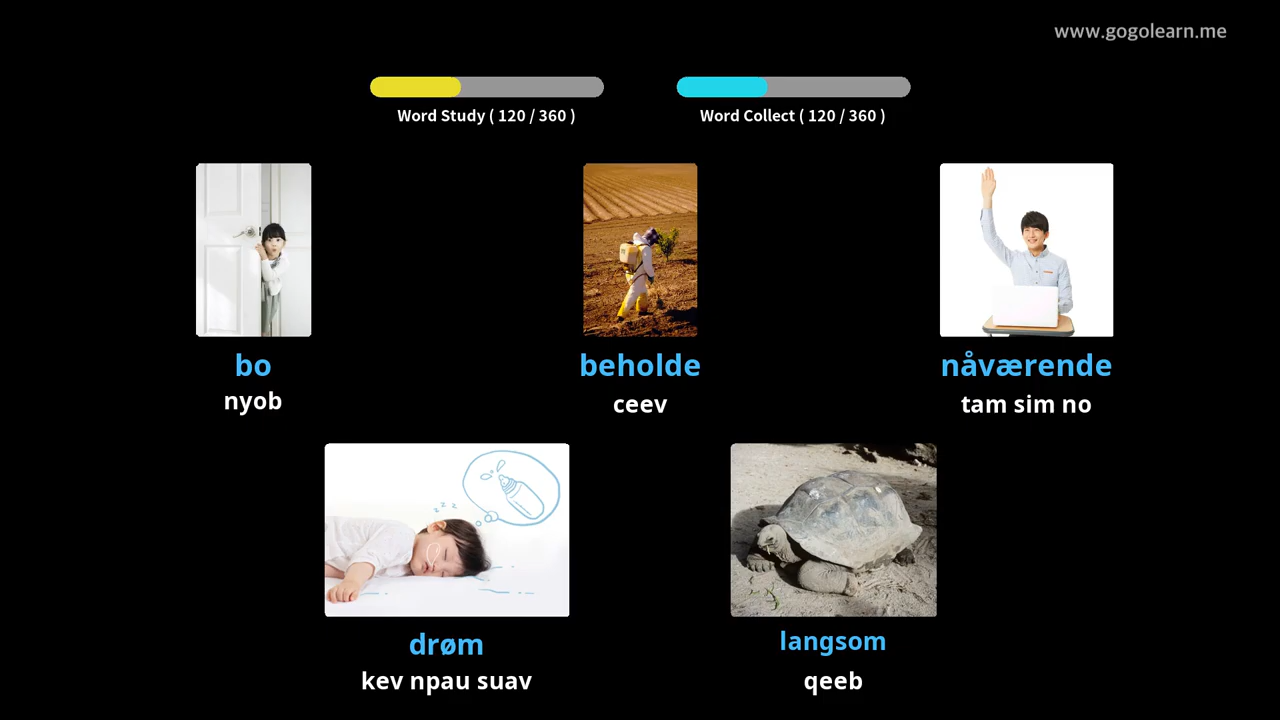 www.gogolearn.me
Word Study ( 120 / 360 )
Word Collect ( 120 / 360 )
bo
nyob
beholde
ceev
nåværende
tam sim no
drøm
kev npau suav
langsom
qeeb